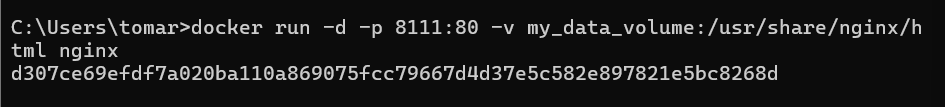 C:\Users\tomar>docker run -d -p 8111:80 -v my_data_volume:/usr/share/nginx/h
tml nginx
d307ce69efdf7a020ba110a869075fcc79667d4d37e5c582e897821e5bc8268d